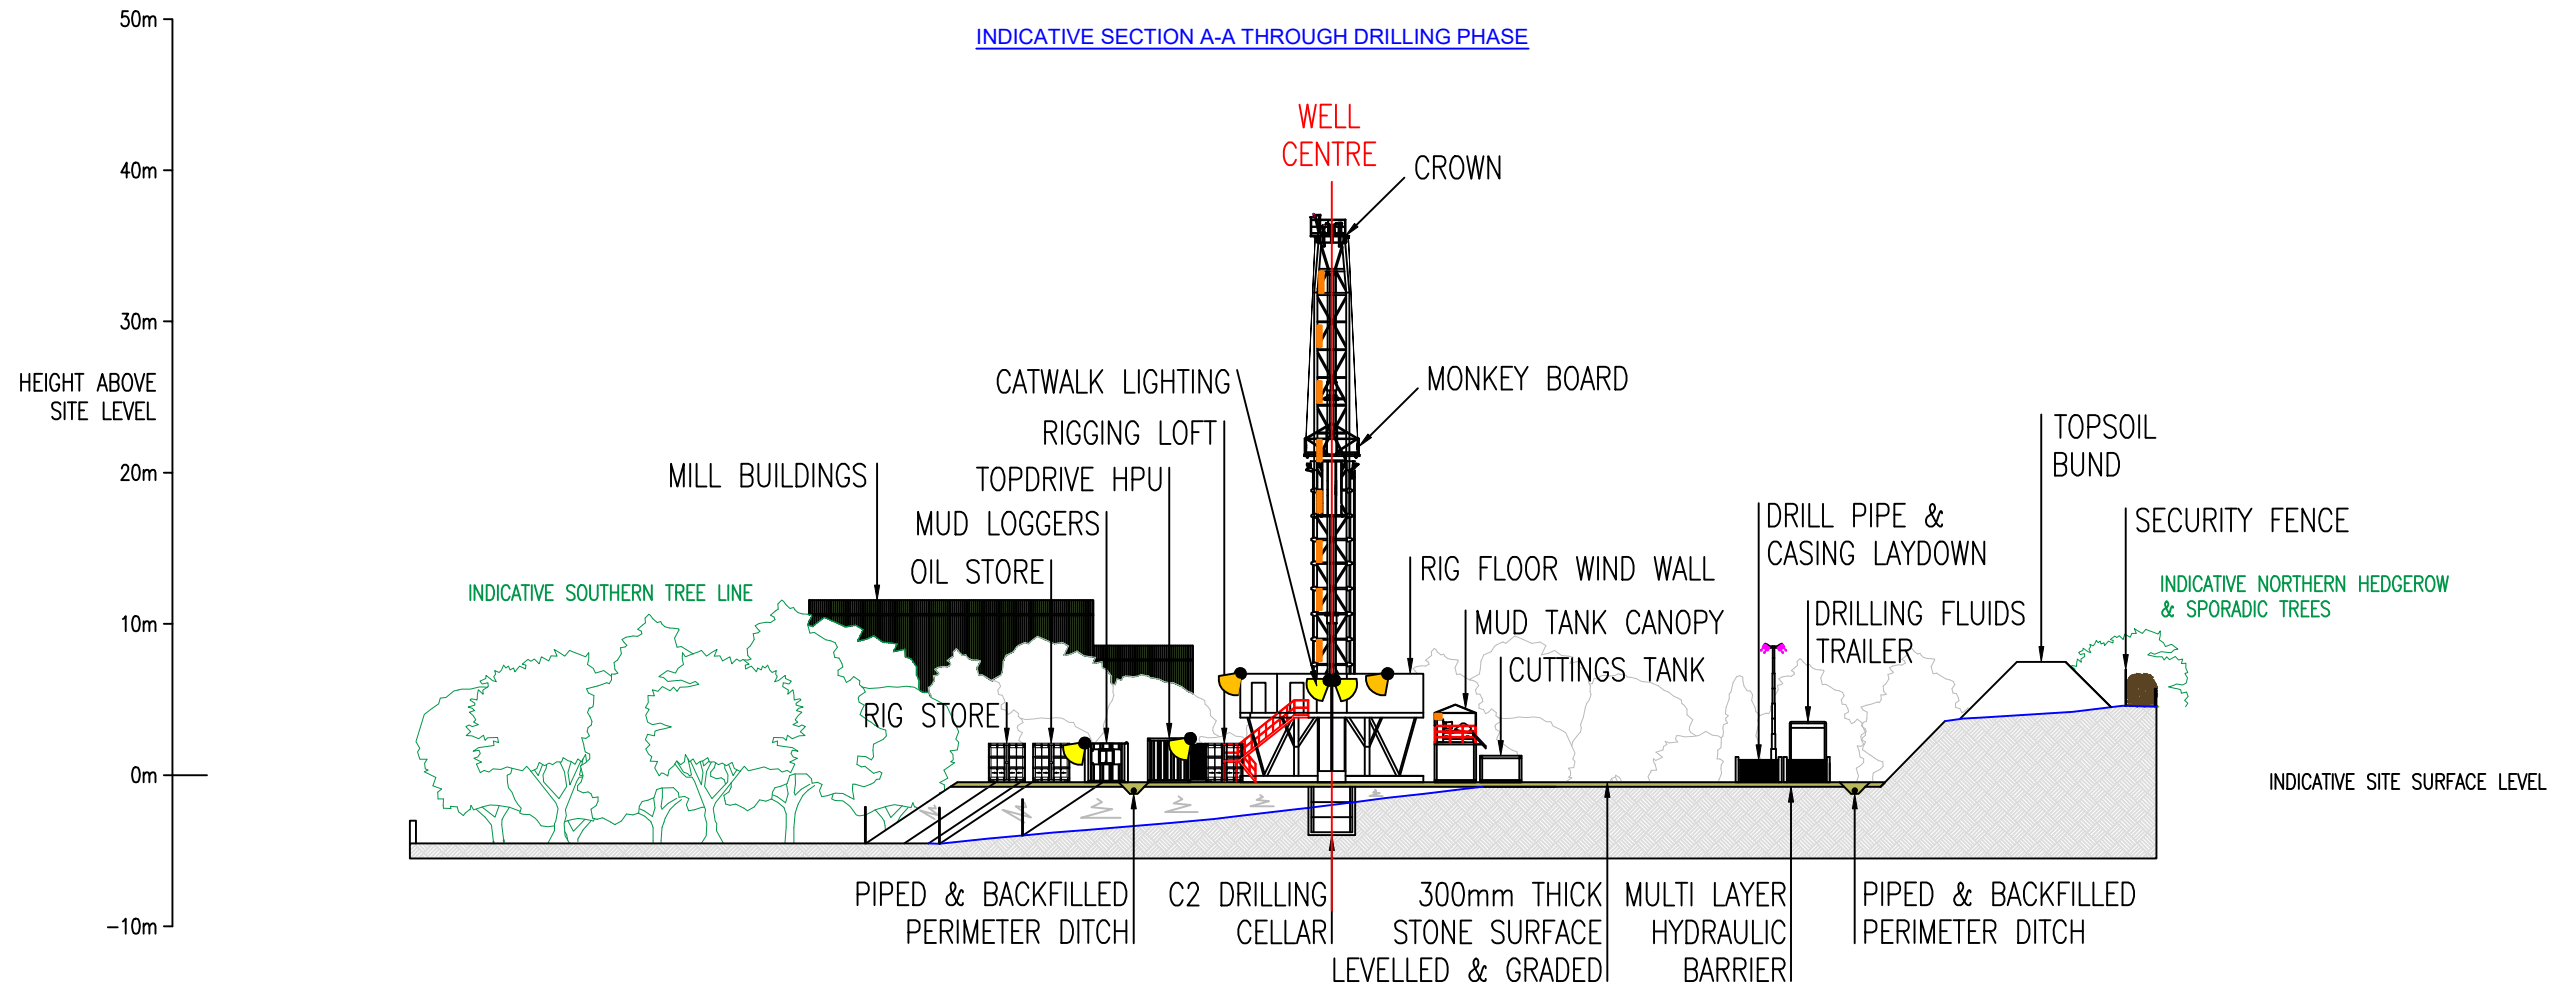 INDICATIVE SECTION A-A THROUGH DRILLING PHASE
50m
40m
30m
HEIGHT ABOVE
SITE LEVEL
20m
10m
0m
-10m
WELL
CENTRE
CROWN
CATWALK LIGHTING
MONKEY BOARD
RIGGING LOFT
MILL BUILDINGS
TOPDRIVE HPU
MUD LOGGERS
OIL STORE
INDICATIVE SOUTHERN TREE LINE
RIG STORE
TOPSOIL
BUND
SECURITY FENCE
DRILL PIPE &
CASING LAYDOWN
RIG FLOOR WIND WALL
INDICATIVE NORTHERN HEDGEROW
& SPORADIC TREES
MUD TANK CANOPY
DRILLING FLUIDS
TRAILER
CUTTINGS TANK
INDICATIVE SITE SURFACE LEVEL
PIPED & BACKFILLED
PERIMETER DITCH
C2 DRILLING
CELLAR
300mm THICK
STONE SURFACE
LEVELLED & GRADED
MULTI LAYER
HYDRAULIC
BARRIER
PIPED & BACKFILLED
PERIMETER DITCH